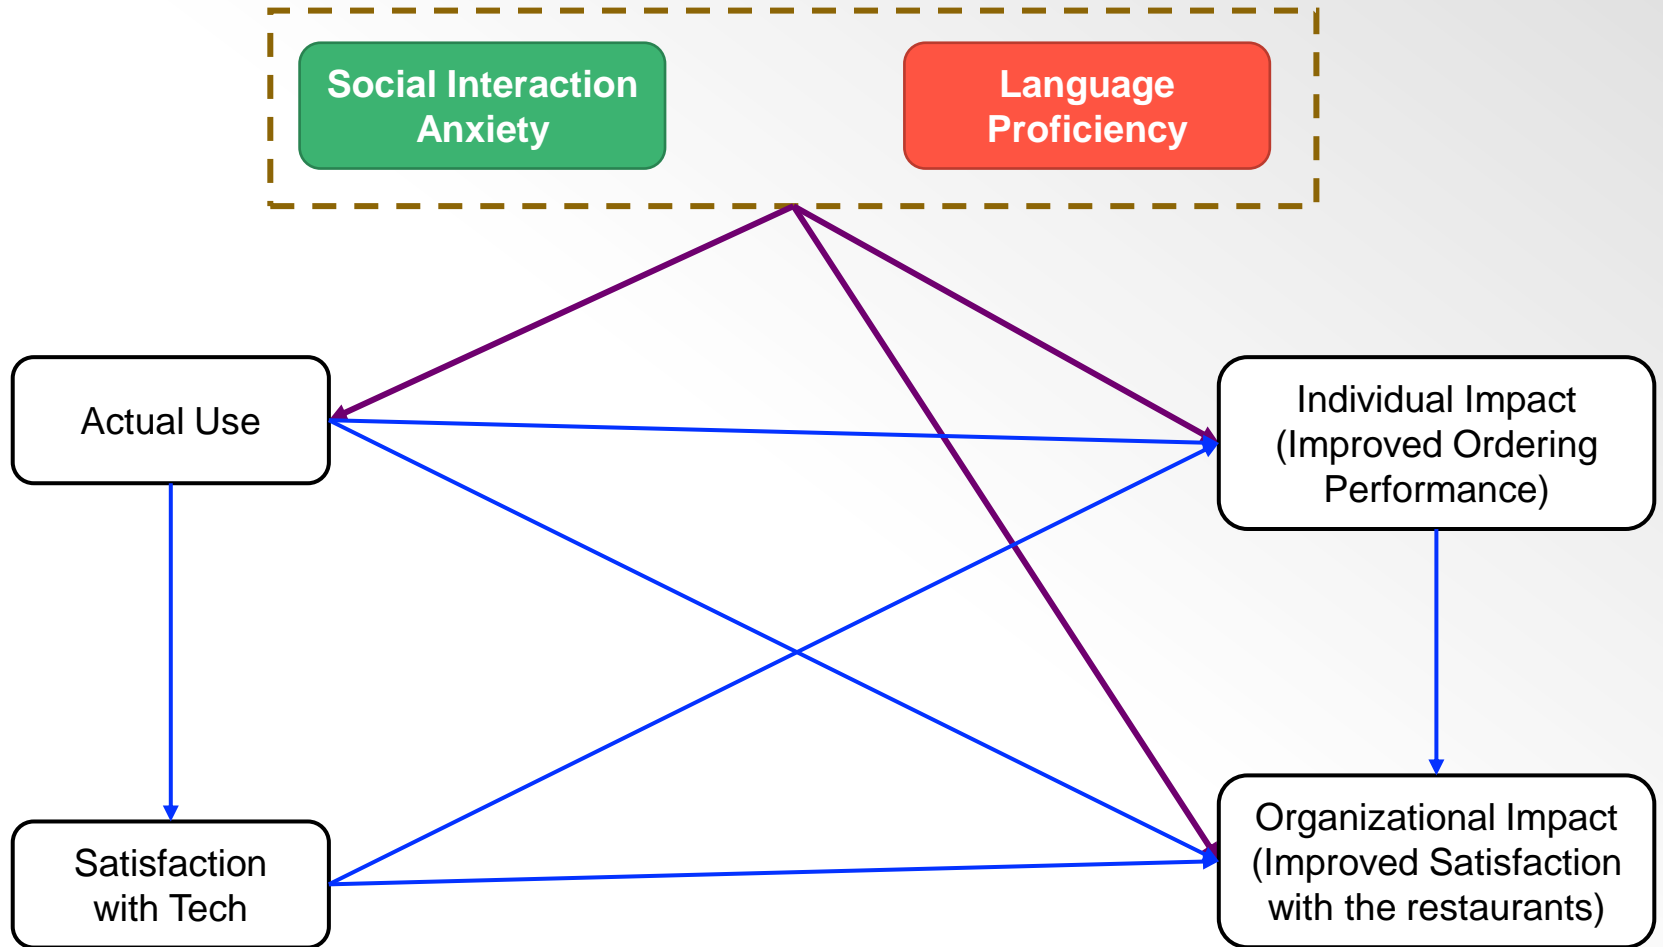 Social Interaction
Anxiety
Language
Proficiency
Actual Use
Individual Impact
(Improved Ordering
Performance)
Satisfaction
with Tech
Organizational Impact
(Improved Satisfaction
with the restaurants)